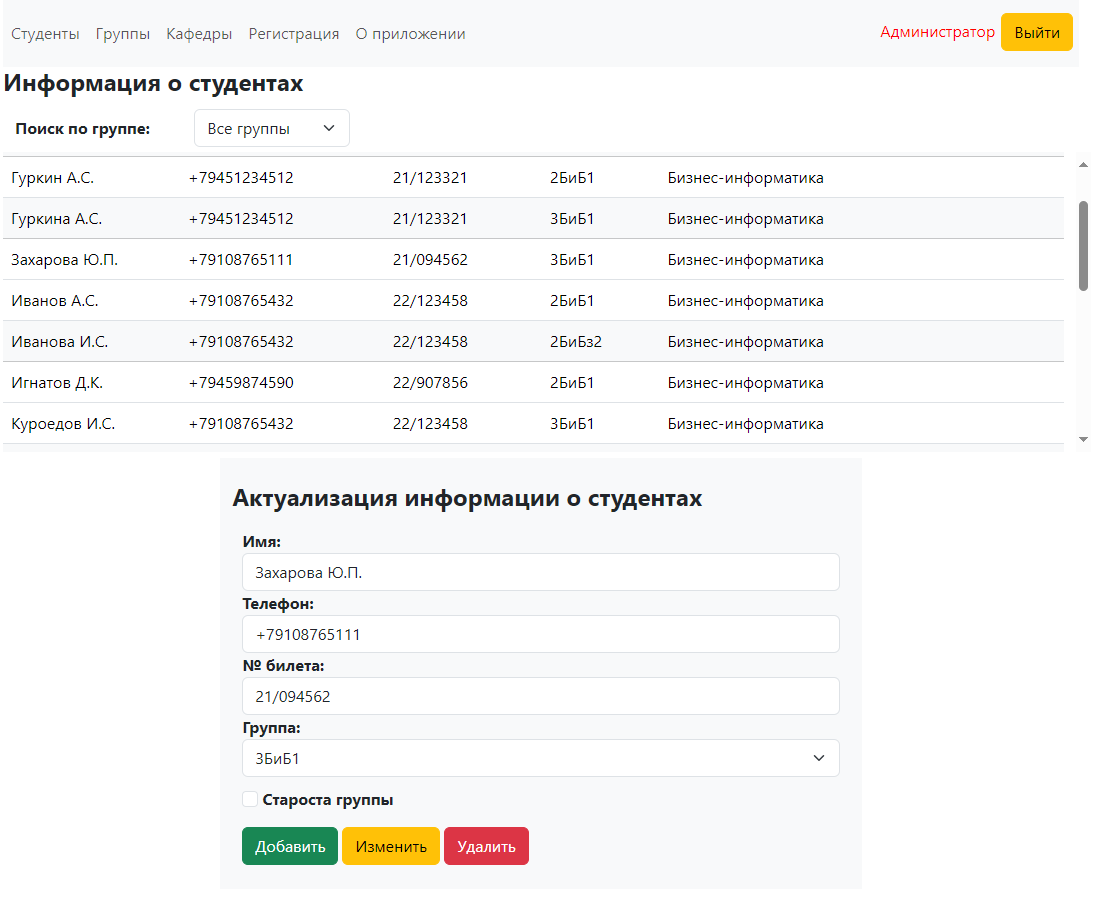 Студенты Группы Кафедры Регистрация О приложении Администратор Выйти
Информация о студентах
Поиск по группе: Все группы
Гуркин А.С. +79451234512 21/123321 2БиБ1 Бизнес-информатика
Гуркина А.С. +79451234512 21/123321 3БиБ1 Бизнес-информатика
Захарова Ю.П. +79108765111 21/094562 3БиБ1 Бизнес-информатика
Иванов А.С. +79108765432 22/123458 2БиБ1 Бизнес-информатика
Иванова И.С. +79108765432 22/123458 2БиБз2 Бизнес-информатика
Игнатов Д.К. +79459874590 22/907856 2БиБ1 Бизнес-информатика
Куроедов И.С. +79108765432 22/123458 3БиБ1 Бизнес-информатика
Актуализация информации о студентах
Имя:
Захарова Ю.П.
Телефон:
+79108765111
№ билета:
21/094562
Группа:
3БиБ1
Староста группы
Добавить Изменить Удалить